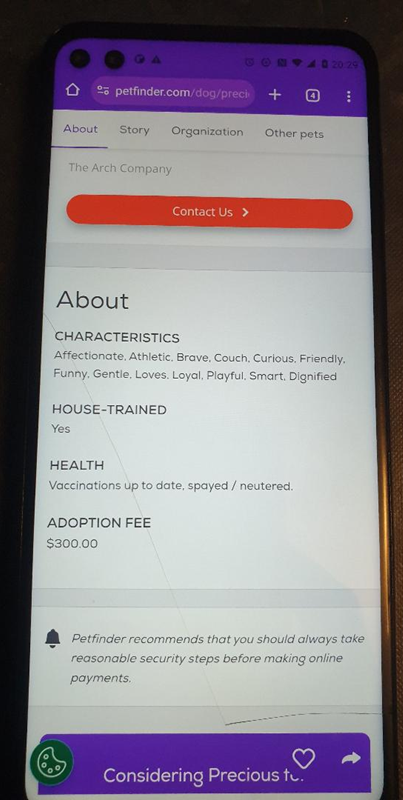 20:29
petfinder.com/dog/preci
4
About
Story
Organization
Other pets
The Arch Company
Contact Us
About
CHARACTERISTICS
Affectionate, Athletic, Brave, Couch, Curious, Friendly,
Funny, Gentle, Loves, Loyal, Playful, Smart, Dignified
HOUSE-TRAINED
Yes
HEALTH
Vaccinations up to date, spayed / neutered.
ADOPTION FEE
$300.00
Petfinder recommends that you should always take
reasonable security steps before making online
payments.
Considering Precious